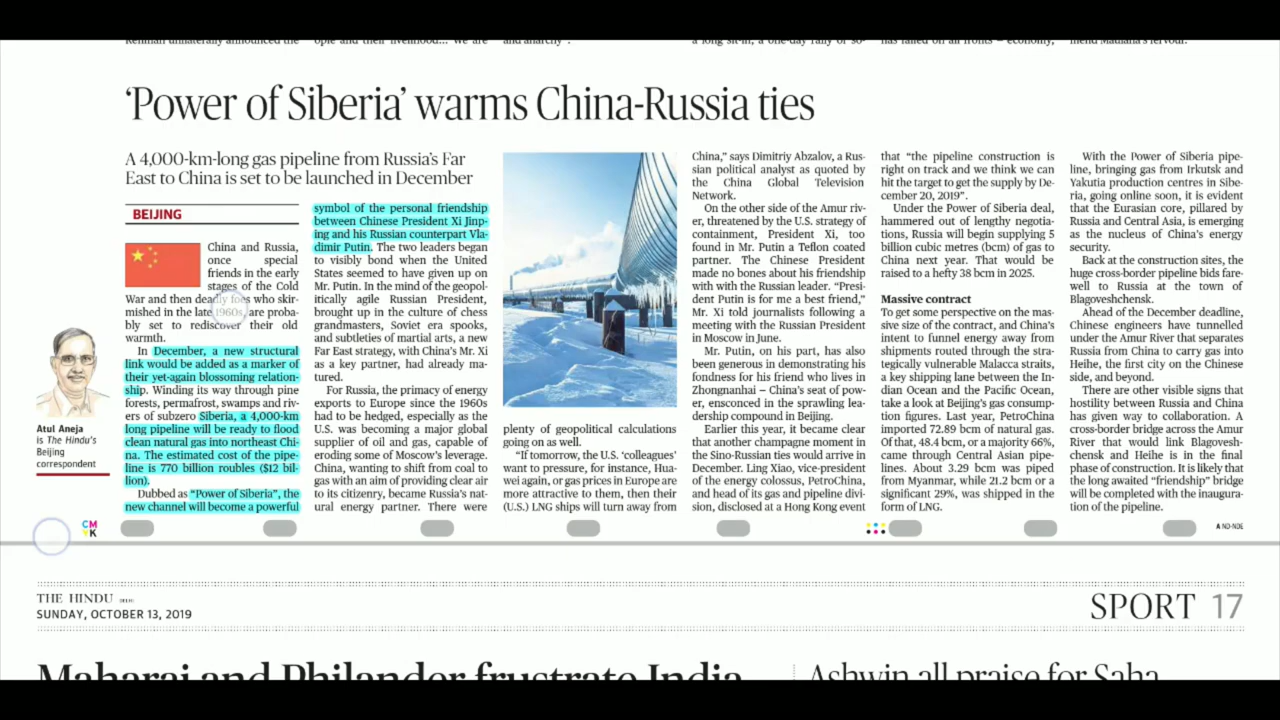 'Power of Siberia' warms China-Russia ties
A 4,000-km-long gas pipeline from Russia's Far
East to China is set to be launched in December
BEIJING
China and Russia,
once special
friends in the early
stages of the Cold
War and then deadly foes who skir-
mished in the late 1960s, are proba-
bly set to rediscover their old
warmth.
In December, a new structural
link would be added as a marker of
their yet-again blossoming relation-
ship. Winding its way through pine
forests, permafrost, swamps and riv-
ers of subzero Siberia, a 4,000-km
long pipeline will be ready to flood
clean natural gas into northeast Chi-
na. The estimated cost of the pipe-
line is 770 billion roubles ($12 bil-
lion).
Dubbed as "Power of Siberia", the
new channel will become a powerful
Atul Aneja
is The Hindu's
Beijing
correspondent
symbol of the personal friendship
between Chinese President Xi Jinp-
ing and his Russian counterpart Vla-
dimir Putin. The two leaders began
to visibly bond when the United
States seemed to have given up on
Mr. Putin. In the mind of the geopol-
itically agile Russian President,
brought up in the culture of chess
grandmasters, Soviet era spooks,
and subtleties of martial arts, a new
Far East strategy, with China's Mr. Xi
as a key partner, had already ma-
tured.
For Russia, the primacy of energy
exports to Europe since the 1960s
had to be hedged, especially as the
U.S. was becoming a major global
supplier of oil and gas, capable of
eroding some of Moscow's leverage.
China, wanting to shift from coal to
gas with an aim of providing clear air
to its citizenry, became Russia's nat-
ural energy partner. There were
plenty of geopolitical calculations
going on as well.
"If tomorrow, the U.S. 'colleagues'
want to pressure, for instance, Hua-
wei again, or gas prices in Europe are
more attractive to them, then their
(U.S.) LNG ships will turn away from
China," says Dimitriy Abzalov, a Rus-
sian political analyst as quoted by
the China Global Television
Network.
On the other side of the Amur riv-
er, threatened by the U.S. strategy of
containment, President Xi, too
found in Mr. Putin a Teflon coated
partner. The Chinese President
made no bones about his friendship
with with the Russian leader. "Presi-
dent Putin is for me a best friend,"
Mr. Xi told journalists following a
meeting with the Russian President
in Moscow in June.
Mr. Putin, on his part, has also
been generous in demonstrating his
fondness for his friend who lives in
Zhongnanhai – China's seat of pow-
er, ensconced in the sprawling lea-
dership compound in Beijing.
Earlier this year, it became clear
that another champagne moment in
the Sino-Russian ties would arrive in
December. Ling Xiao, vice-president
of the energy colossus, PetroChina,
and head of its gas and pipeline divi-
sion, disclosed at a Hong Kong event
that "the pipeline construction is
right on track and we think we can
hit the target to get the supply by De-
cember 20, 2019".
Under the Power of Siberia deal,
hammered out of lengthy negotia-
tions, Russia will begin supplying 5
billion cubic metres (bcm) of gas to
China next year. That would be
raised to a hefty 38 bcm in 2025.
Massive contract
To get some perspective on the mas-
sive size of the contract, and China's
intent to funnel energy away from
shipments routed through the stra-
tegically vulnerable Malacca straits,
a key shipping lane between the In-
dian Ocean and the Pacific Ocean,
take a look at Beijing's gas consump-
tion figures. Last year, PetroChina
imported 72.89 bcm of natural gas.
Of that, 48.4 bcm, or a majority 66%,
came through Central Asian pipe-
lines. About 3.29 bcm was piped
from Myanmar, while 21.2 bcm or a
significant 29%, was shipped in the
form of LNG.
With the Power of Siberia pipe-
line, bringing gas from Irkutsk and
Yakutia production centres in Sibe-
ria, going online soon, it is evident
that the Eurasian core, pillared by
Russia and Central Asia, is emerging
as the nucleus of China's energy
security.
Back at the construction sites, the
huge cross-border pipeline bids fare-
well to Russia at the town of
Blagoveshchensk.
Ahead of the December deadline,
Chinese engineers have tunnelled
under the Amur River that separates
Russia from China to carry gas into
Heihe, the first city on the Chinese
side, and beyond.
There are other visible signs that
hostility between Russia and China
has given way to collaboration. A
cross-border bridge across the Amur
River that would link Blagovesh-
chensk and Heihe is in the final
phase of construction. It is likely that
the long awaited "friendship" bridge
will be completed with the inaugura-
tion of the pipeline.
CM
YK
A ND-NDE
THE HINDU
SUNDAY, OCTOBER 13, 2019
SPORT 17
Maharaj and Philander frustrate India
Ashwin all praise for Saha